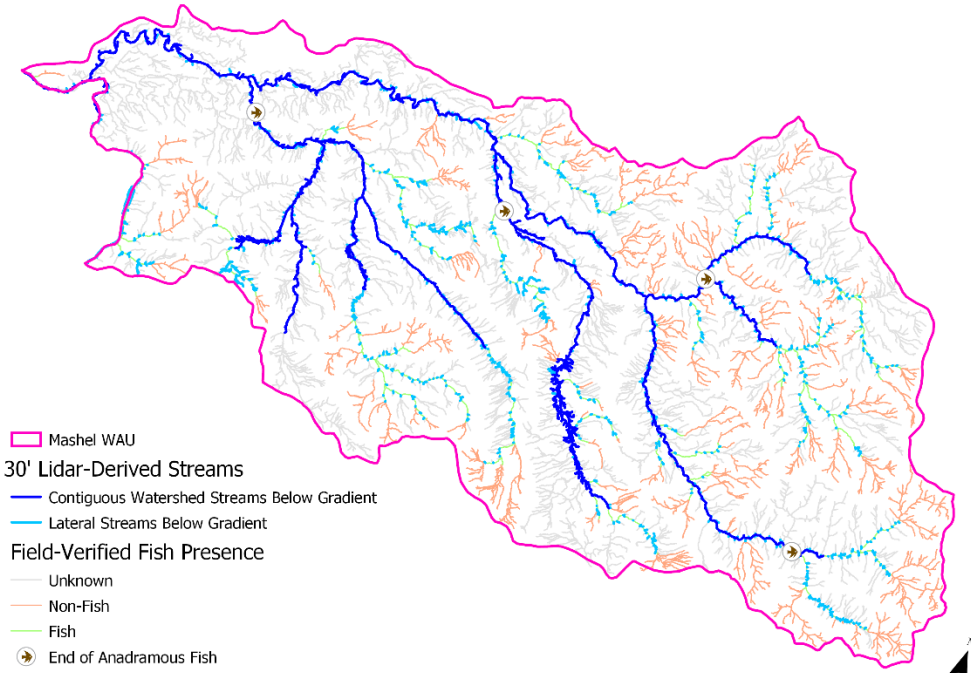 Mashel WAU
30' Lidar-Derived Streams
Contiguous Watershed Streams Below Gradient
Lateral Streams Below Gradient
Field-Verified Fish Presence
Unknown
Non-Fish
Fish
End of Anadramous Fish